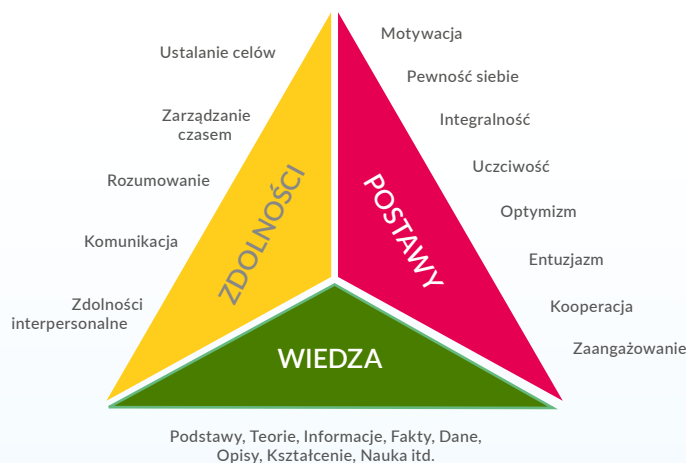 Ustalanie celów
Zarządzanie
czasem
Rozumowanie
Komunikacja
Zdolności
interpersonalne
ZDOLNOŚCI
Motywacja
Pewność siebie
Integralność
Uczciwość
Optymizm
Entuzjazm
Kooperacja
Zaangażowanie
POSTAWY
WIEDZA
Podstawy, Teorie, Informacje, Fakty, Dane,
Opisy, Kształcenie, Nauka itd.